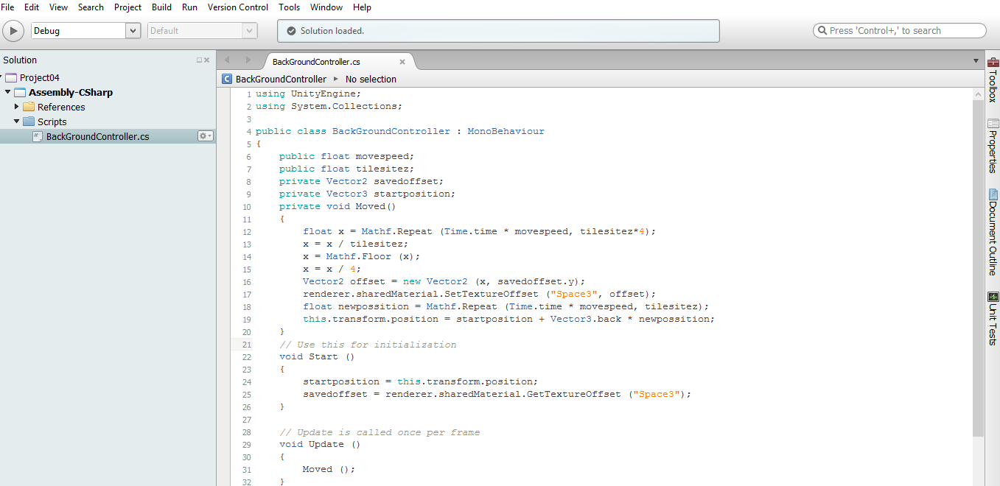 File Edit View Search Project Build Run Version Control Tools Window Help
Debug Default Solution loaded. Press 'Control+,' to search
Solution
Project04
Assembly-CSharp
References
Scripts
BackGroundController.cs
BackGroundController.cs
BackGroundController No selection
1 using UnityEngine;
2 using System.Collections;
3
4 public class BackGroundController : MonoBehaviour
5 {
6 public float movespeed;
7 public float tilesitez;
8 private Vector2 savedoffset;
9 private Vector3 startposition;
10 private void Moved()
11 {
12 float x = Mathf.Repeat (Time.time * movespeed, tilesitez*4);
13 x = x / tilesitez;
14 x = Mathf.Floor (x);
15 x = x / 4;
16 Vector2 offset = new Vector2 (x, savedoffset.y);
17 renderer.sharedMaterial.SetTextureOffset ("Space3", offset);
18 float newpossition = Mathf.Repeat (Time.time * movespeed, tilesitez);
19 this.transform.position = startposition + Vector3.back * newpossition;
20 }
21 // Use this for initialization
22 void Start ()
23 {
24 startposition = this.transform.position;
25 savedoffset = renderer.sharedMaterial.GetTextureOffset ("Space3");
26 }
27
28 // Update is called once per frame
29 void Update ()
30 {
31 Moved ();
32 }
Toolbox
Properties
Document Outline
Unit Tests